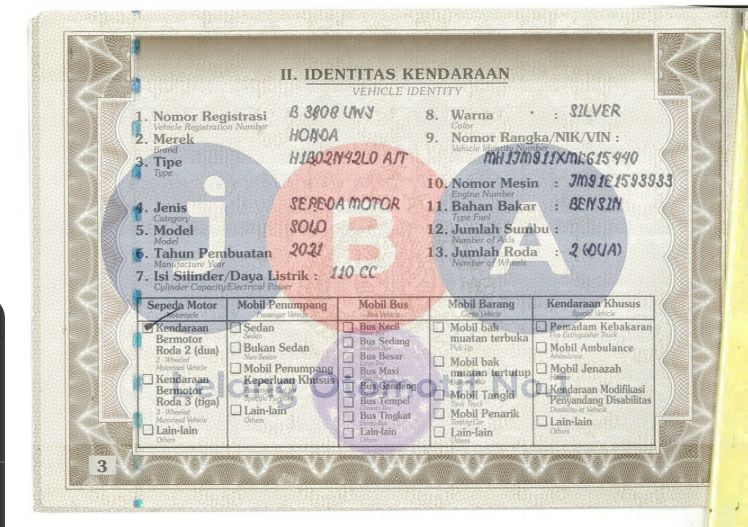 II. IDENTITAS KENDARAAN
VEHICLE IDENTITY
1. Nomor Registrasi B 3808 UWY
Vehicle Registration Number
2. Merek HONDA
Brand
3. Tipe H1B02N42L0 A/T
Type
4. Jenis SEPEDA MOTOR
Category
5. Model SOLO
Model
6. Tahun Pembuatan 2021
Manufacture Year
7. Isi Silinder/Daya Listrik : 110 CC
Cylinder Capacity/Electrical Power
8. Warna : SILVER
Color
9. Nomor Rangka/NIK/VIN :
Vehicle Identity Number
MH1JM911XMK615440
10. Nomor Mesin : JM91E1593933
Engine Number
11. Bahan Bakar : BENSIN
Type Fuel
12. Jumlah Sumbu :
Number of Axis
13. Jumlah Roda : 2 (DUA)
Number of Wheels
i B A
Sepeda Motor
Motorcycle
Kendaraan
Bermotor
Roda 2 (dua)
2 - Wheeled
Motorized Vehicle
Kendaraan
Bermotor
Roda 3 (tiga)
3 - Wheeled
Motorized Vehicle
Lain-lain
Others
Mobil Penumpang
Passenger Vehicle
Sedan
Sedan
Bukan Sedan
Non-Sedan
Mobil Penumpang
Keperluan Khusus
Lain-lain
Others
Mobil Bus
Bus Vehicle
Bus Kecil
Bus Sedang
Bus Besar
Bus Maxi
Bus Gandeng
Bus Tempel
Bus Tingkat
Lain-lain
Others
Mobil Barang
Cargo Vehicle
Mobil bak
muatan terbuka
Pick Up
Mobil bak
muatan tertutup
Mobil Tangki
Tank Truck
Mobil Penarik
Towing Car
Lain-lain
Others
Kendaraan Khusus
Special Vehicle
Pemadam Kebakaran
Fire Extinguisher Truck
Mobil Ambulance
Ambulance
Mobil Jenazah
Kendaraan Modifikasi
Penyandang Disabilitas
Disability of Vehicle
Lain-lain
Others
Lelang Otomotif No.1
3